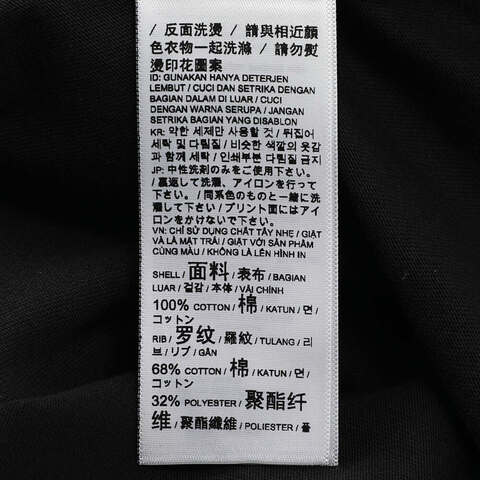 / 反面洗燙 / 請與相近顏
色衣物一起洗滌 / 請勿熨
燙印花圖案
ID: GUNAKAN HANYA DETERJEN
LEMBUT / CUCI DAN SETRIKA DENGAN
BAGIAN DALAM DI LUAR / CUCI
DENGAN WARNA SERUPA / JANGAN
SETRIKA BAGIAN YANG DISABLON
KR: 약한 세제만 사용할 것 / 뒤집어
세탁 및 다림질 / 비슷한 색깔의 옷감
과 함께 세탁 / 인쇄부분 다림질 금지
JP: 中性洗剤のみをご使用下さい。
/ 裏返して洗濯、アイロンを行って
下さい。/ 同系色のものと一緒に洗
濯して下さい / プリント面にはアイ
ロンをかけないで下さい。
VN: CHỈ SỬ DỤNG CHẤT TẨY NHẸ / GIẶT
VÀ LÀ MẶT TRÁI / GIẶT VỚI SẢN PHẨM
CÙNG MÀU / KHÔNG LÀ LÊN HÌNH IN
SHELL / 面料 / 表布 / BAGIAN
LUAR / 겉감 / 本体 / VẢI CHÍNH
100% COTTON / 棉 / KATUN / 면 /
コットン
RIB / 罗纹 / 羅紋 / TULANG / 리
브 / リブ / GÂN
68% COTTON / 棉 / KATUN / 면 /
コットン
32% POLYESTER / 聚酯纤
维 / 聚酯纖維 / POLIESTER / 폴